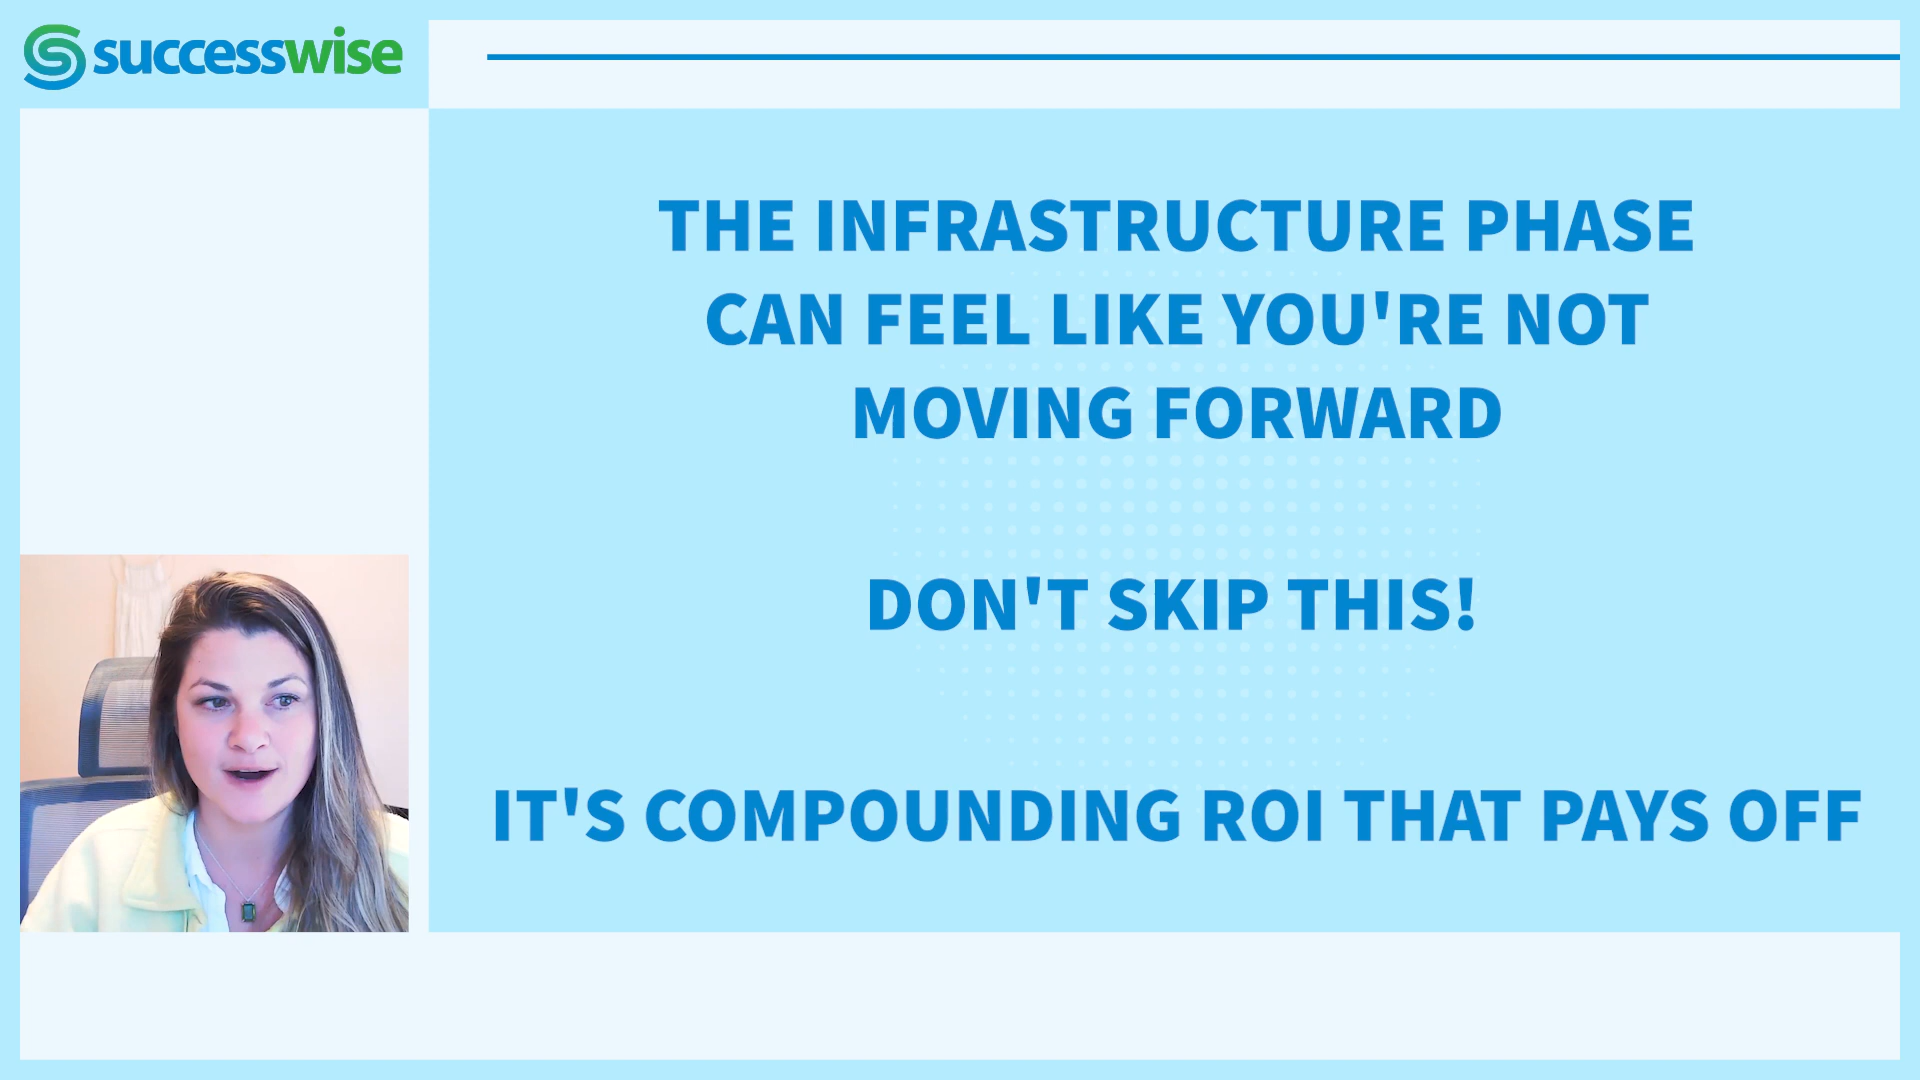 successwise
THE INFRASTRUCTURE PHASE
CAN FEEL LIKE YOU'RE NOT
MOVING FORWARD
DON'T SKIP THIS!
IT'S COMPOUNDING ROI THAT PAYS OFF